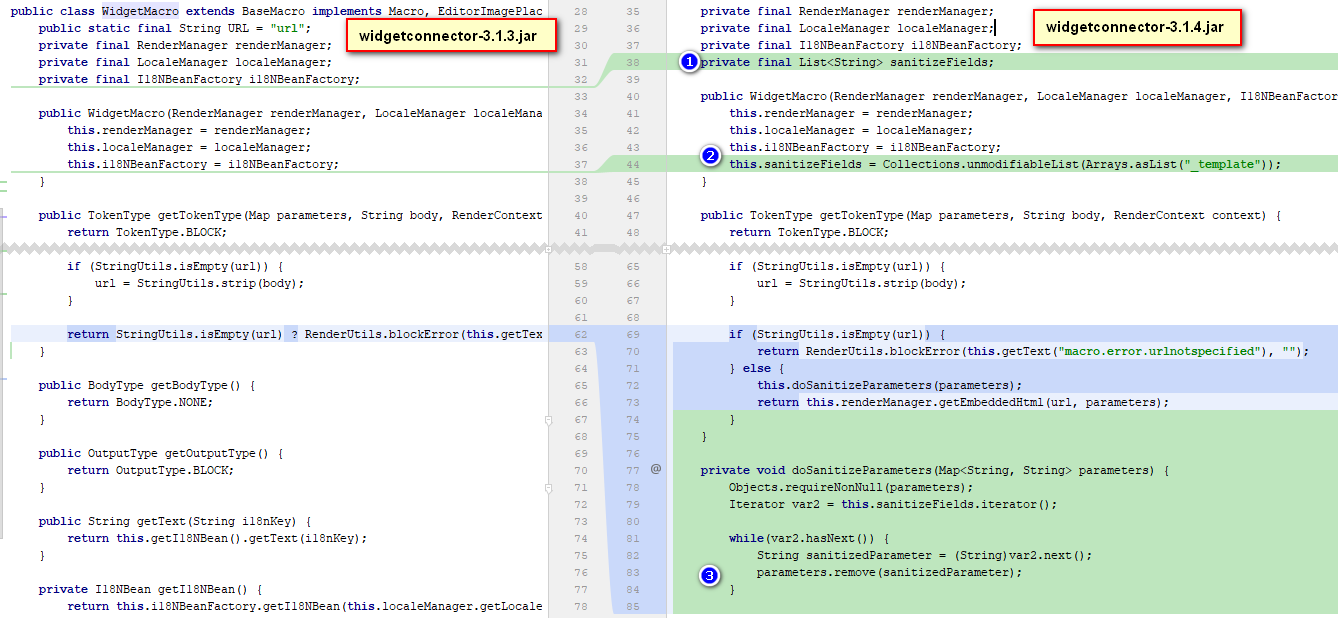 widgetconnector-3.1.3.jar
public class WidgetMacro extends BaseMacro implements Macro, EditorImagePlac
public static final String URL = "url";
private final RenderManager renderManager;
private final LocaleManager localeManager;
private final I18NBeanFactory i18NBeanFactory;
public WidgetMacro(RenderManager renderManager, LocaleManager localeMana
this.renderManager = renderManager;
this.localeManager = localeManager;
this.i18NBeanFactory = i18NBeanFactory;
}
public TokenType getTokenType(Map parameters, String body, RenderContext
return TokenType.BLOCK;
if (StringUtils.isEmpty(url)) {
url = StringUtils.strip(body);
}
return StringUtils.isEmpty(url) ? RenderUtils.blockError(this.getTex
}
public BodyType getBodyType() {
return BodyType.NONE;
}
public OutputType getOutputType() {
return OutputType.BLOCK;
}
public String getText(String i18nKey) {
return this.getI18NBean().getText(i18nKey);
}
private I18NBean getI18NBean() {
return this.i18NBeanFactory.getI18NBean(this.localeManager.getLocale
28 35
29 36
30 37
31 38
32 39
33 40
34 41
35 42
36 43
37 44
38 45
39 46
40 47
41 48
58 65
59 66
60 67
61 68
62 69
63 70
64 71
65 72
66 73
67 74
68 75
69 76
70 77 @
71 78
72 79
73 80
74 81
75 82
76 83
77 84
78 85
widgetconnector-3.1.4.jar
private final RenderManager renderManager;
private final LocaleManager localeManager;
private final I18NBeanFactory i18NBeanFactory;
1 private final List<String> sanitizeFields;
public WidgetMacro(RenderManager renderManager, LocaleManager localeManager, I18NBeanFactor
this.renderManager = renderManager;
this.localeManager = localeManager;
this.i18NBeanFactory = i18NBeanFactory;
2 this.sanitizeFields = Collections.unmodifiableList(Arrays.asList("_template"));
}
public TokenType getTokenType(Map parameters, String body, RenderContext context) {
return TokenType.BLOCK;
if (StringUtils.isEmpty(url)) {
url = StringUtils.strip(body);
}
if (StringUtils.isEmpty(url)) {
return RenderUtils.blockError(this.getText("macro.error.urlnotspecified"), "");
} else {
this.doSanitizeParameters(parameters);
return this.renderManager.getEmbeddedHtml(url, parameters);
}
}
private void doSanitizeParameters(Map<String, String> parameters) {
Objects.requireNonNull(parameters);
Iterator var2 = this.sanitizeFields.iterator();
while(var2.hasNext()) {
String sanitizedParameter = (String)var2.next();
3 parameters.remove(sanitizedParameter);
}